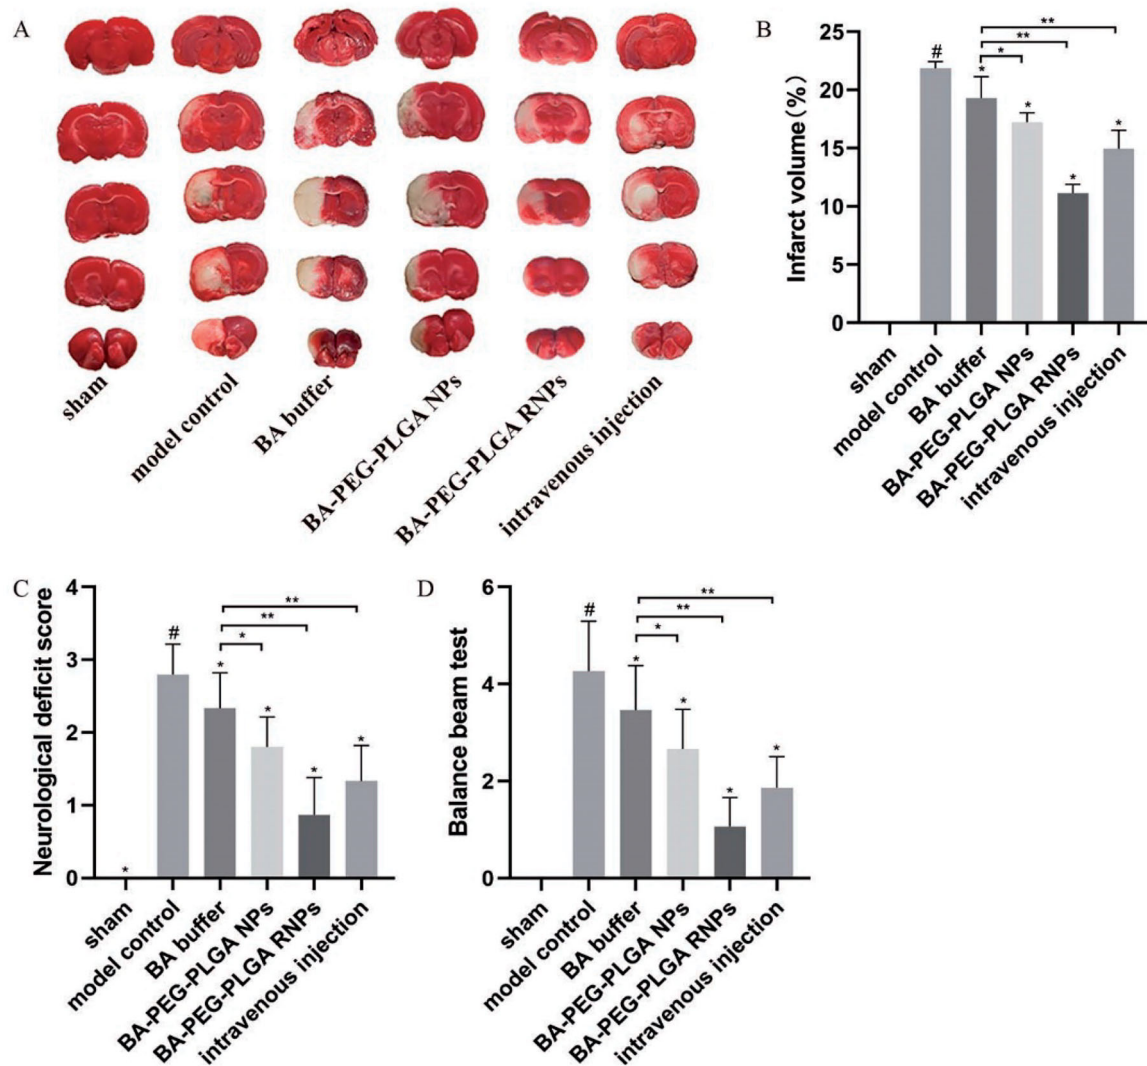 A
sham
model control
BA buffer
BA-PEG-PLGA NPs
BA-PEG-PLGA RNPs
intravenous injection
B
Infarct volume(%)
25
20
15
10
5
0
#
*
*
*
*
*
**
**
sham
model control
BA buffer
BA-PEG-PLGA NPs
BA-PEG-PLGA RNPs
intravenous injection
C
Neurological deficit score
4
3
2
1
0
*
#
*
*
*
*
*
**
**
sham
model control
BA buffer
BA-PEG-PLGA NPs
BA-PEG-PLGA RNPs
intravenous injection
D
Balance beam test
6
4
2
0
#
*
*
*
*
*
**
**
sham
model control
BA buffer
BA-PEG-PLGA NPs
BA-PEG-PLGA RNPs
intravenous injection